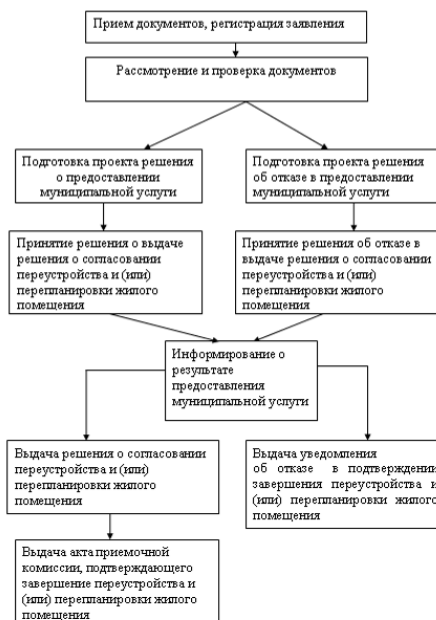 Прием документов, регистрация заявления
Рассмотрение и проверка документов
Подготовка проекта решения
о предоставлении
муниципальной услуги
Подготовка проекта решения
об отказе в предоставлении
муниципальной услуги
Принятие решения о выдаче
решения о согласовании
переустройства и (или)
перепланировки жилого
помещения
Принятие решения об отказе в
выдаче решения о согласовании
переустройства и (или)
перепланировки жилого
помещения
Информирование о
результате
предоставления
муниципальной услуги
Выдача решения о согласовании
переустройства и (или)
перепланировки жилого
помещения
Выдача уведомления
об отказе в подтверждении
завершения переустройства и
(или) перепланировки жилого
помещения
Выдача акта приемочной
комиссии, подтверждающего
завершение переустройства и
(или) перепланировки жилого
помещения